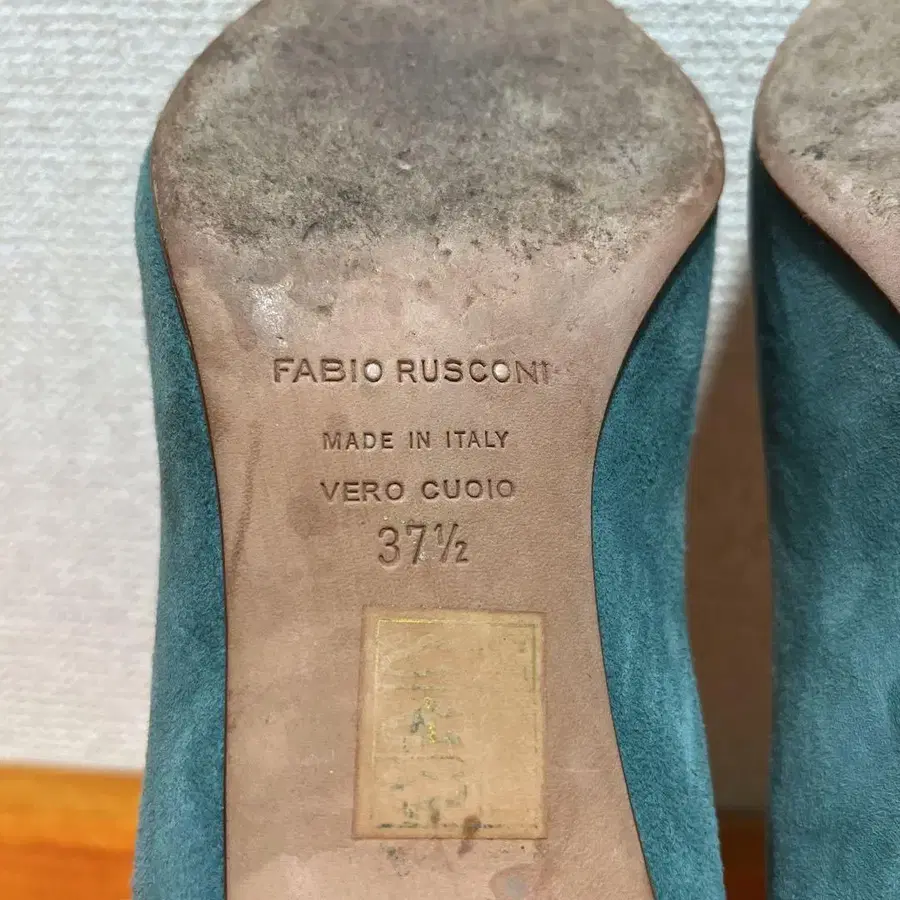 FABIO RUSCONI
MADE IN ITALY
VERO CUOIO
37½